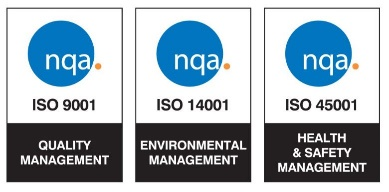 nqa.
ISO 9001
QUALITY
MANAGEMENT
nqa.
ISO 14001
ENVIRONMENTAL
MANAGEMENT
nqa.
ISO 45001
HEALTH
& SAFETY
MANAGEMENT